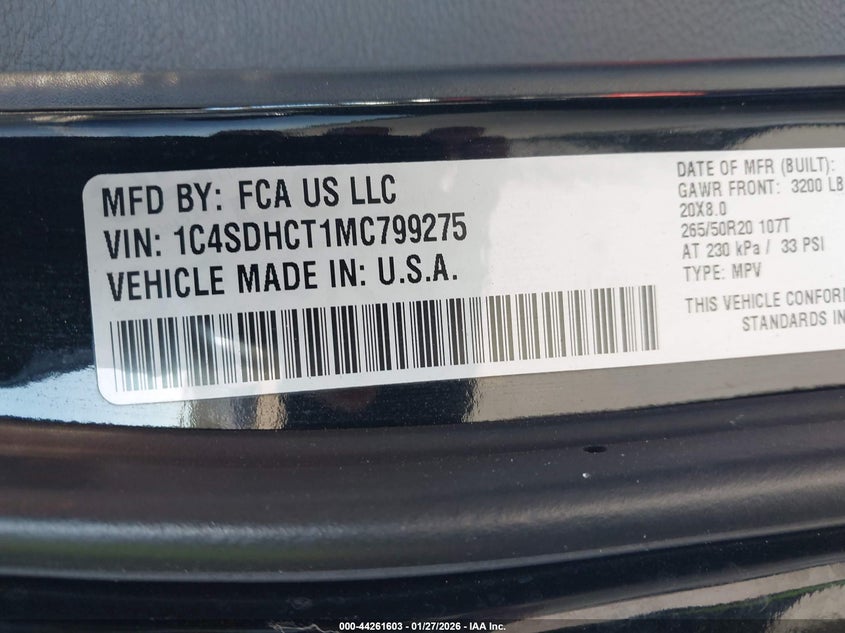 MFD BY: FCA US LLC
VIN: 1C4SDHCT1MC799275
VEHICLE MADE IN: U.S.A.
DATE OF MFR (BUILT):
GAWR FRONT: 3200 LB
20X8.0
265/50R20 107T
AT 230 kPa / 33 PSI
TYPE: MPV
THIS VEHICLE CONFOR
STANDARDS IN
000-44261603 - 01/27/2026 - IAA Inc.